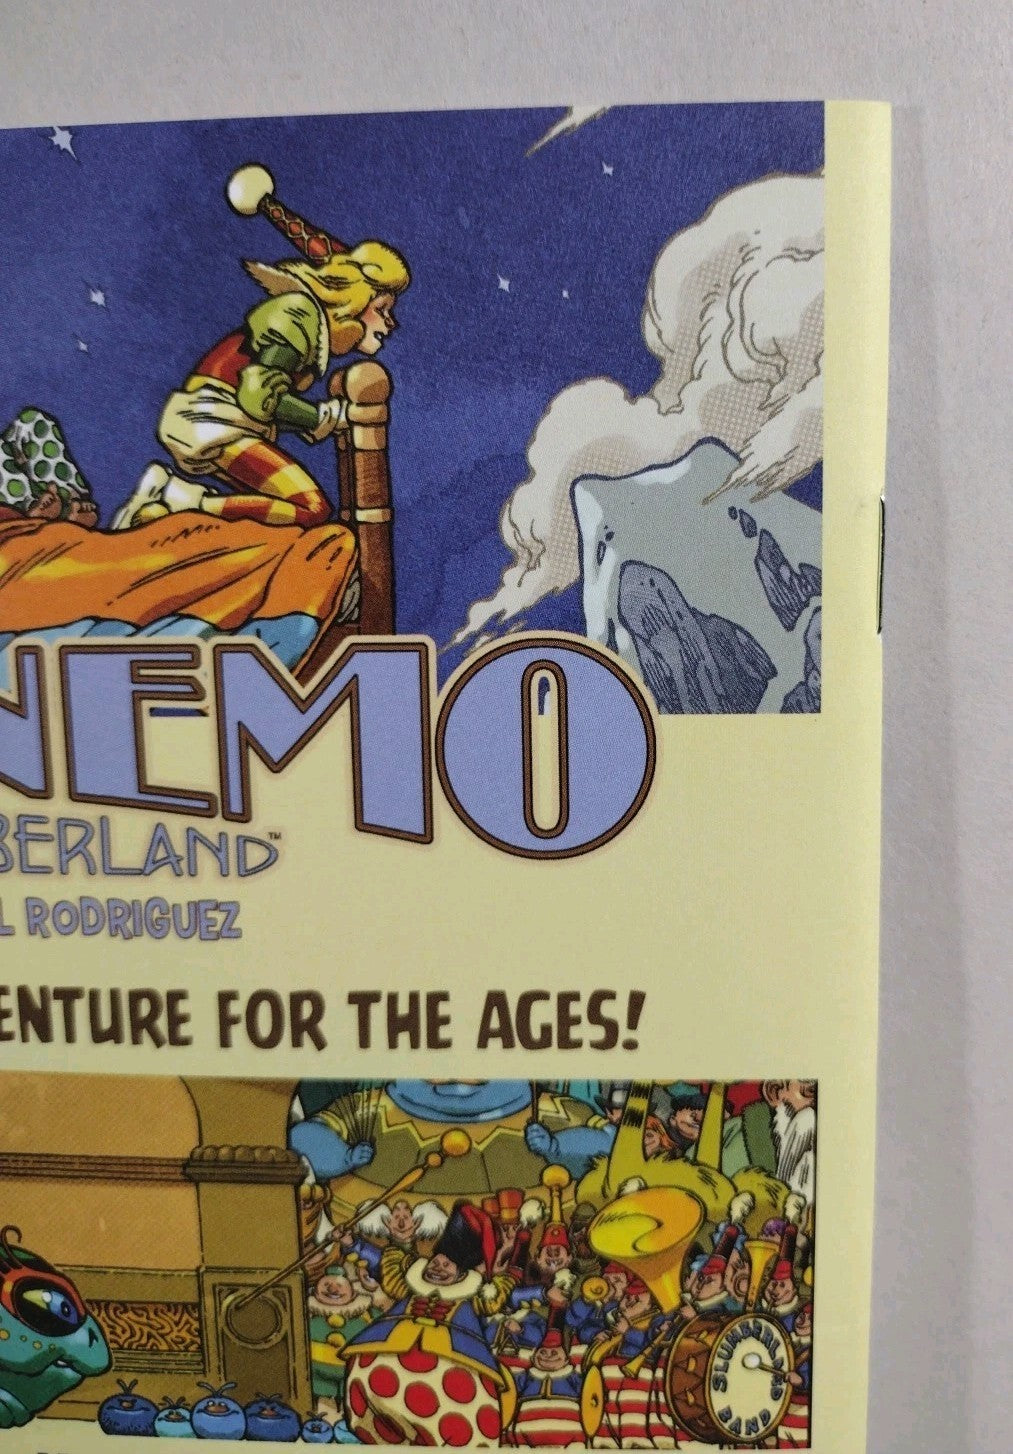 NEMO
BERLAND™
L RODRIGUEZ
ENTURE FOR THE AGES!
SLUMBERLAND
BAND